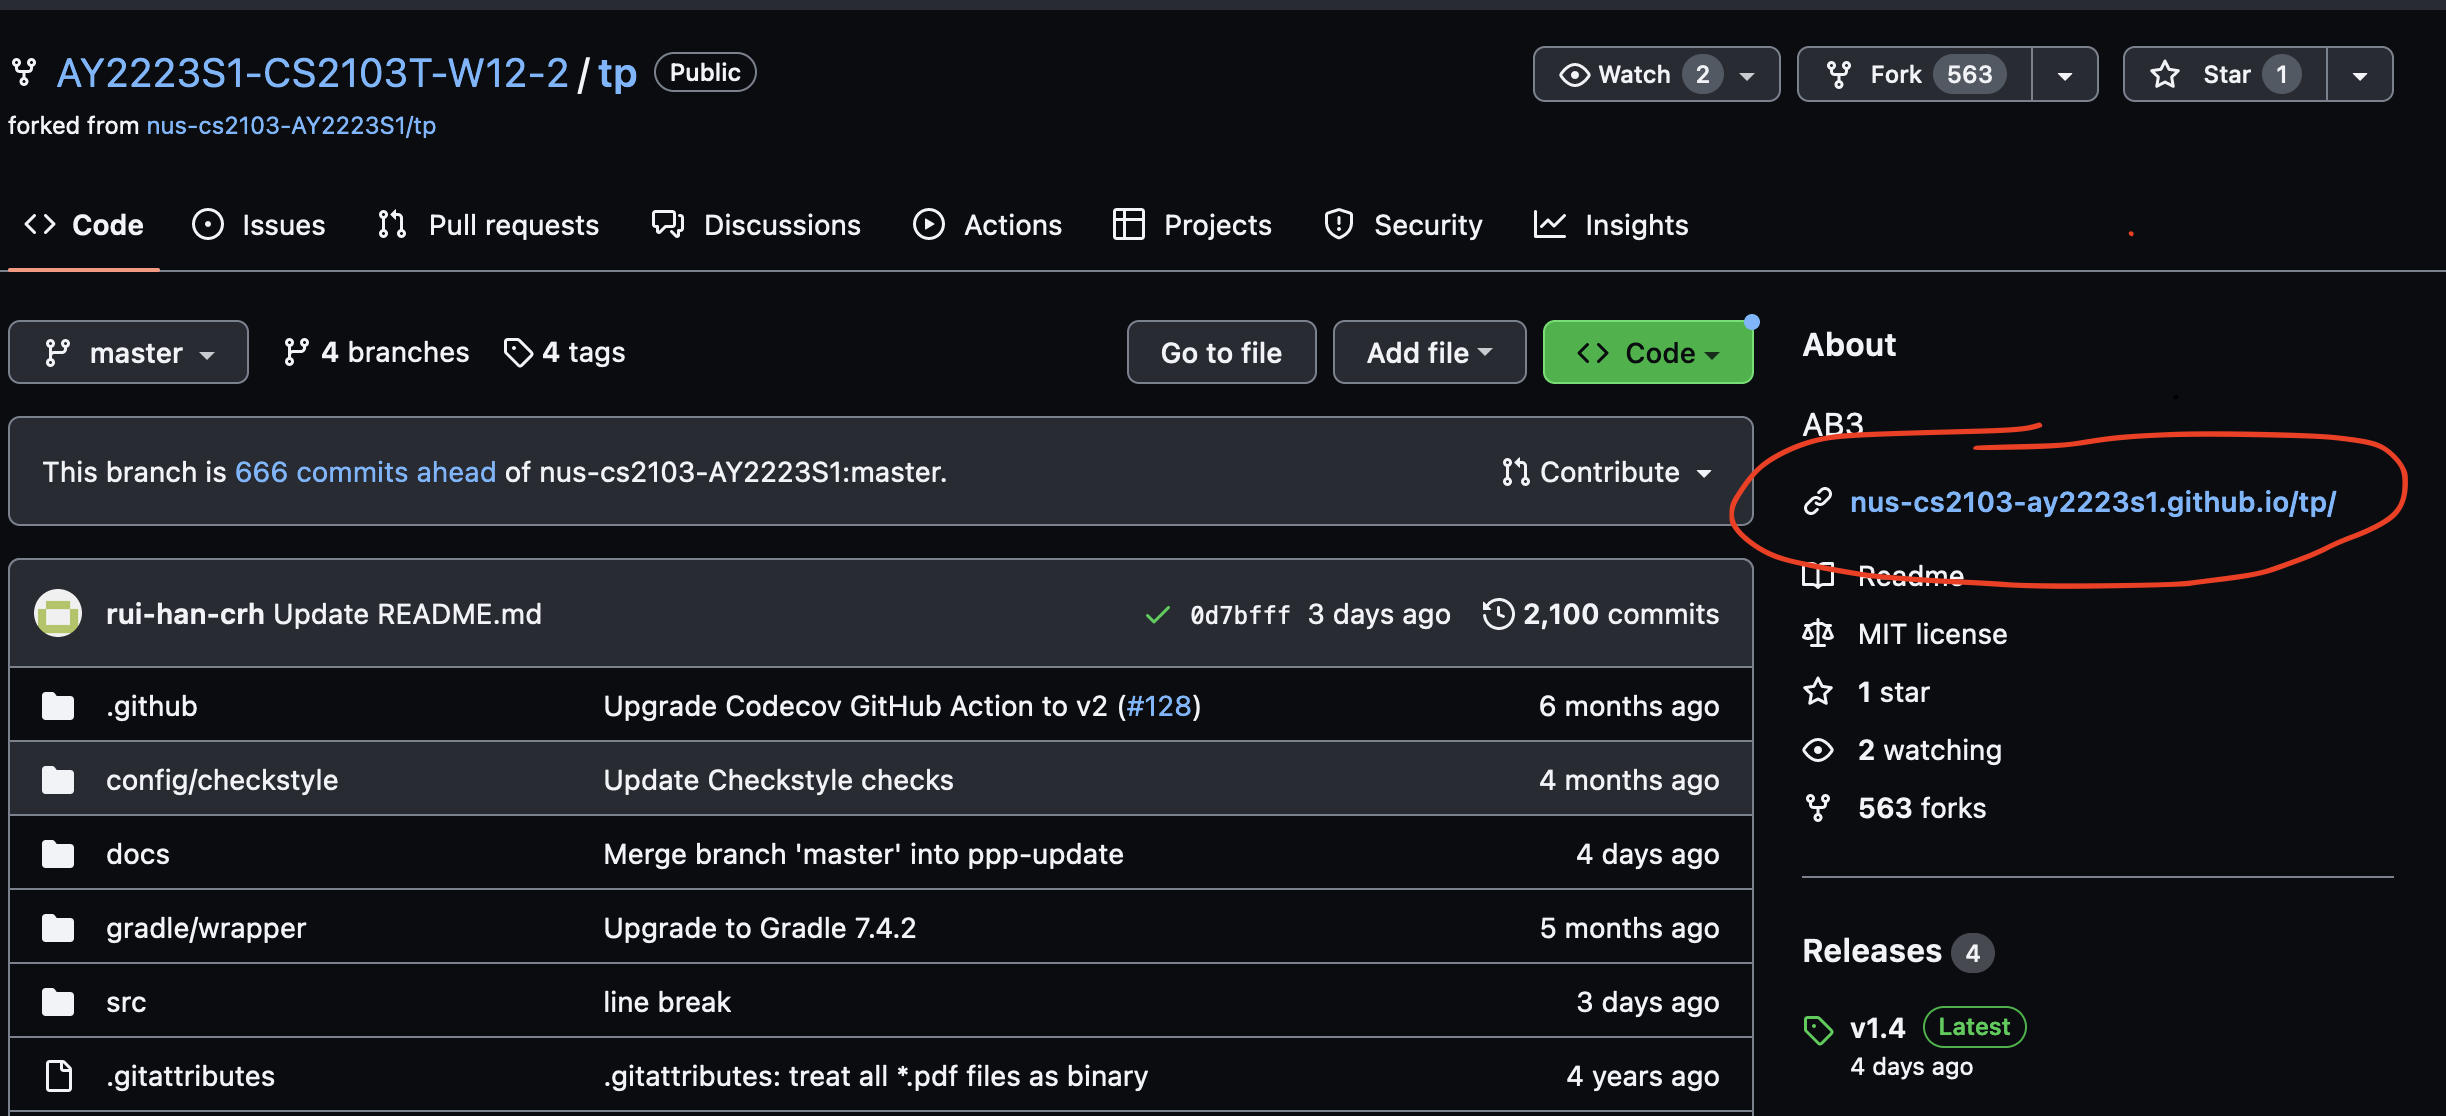 AY2223S1-CS2103T-W12-2 / tp Public Watch 2 Fork 563 Star 1
forked from nus-cs2103-AY2223S1/tp
Code Issues Pull requests Discussions Actions Projects Security Insights
master 4 branches 4 tags Go to file Add file Code
This branch is 666 commits ahead of nus-cs2103-AY2223S1:master. Contribute
rui-han-crh Update README.md 0d7bfff 3 days ago 2,100 commits
.github Upgrade Codecov GitHub Action to v2 (#128) 6 months ago
config/checkstyle Update Checkstyle checks 4 months ago
docs Merge branch 'master' into ppp-update 4 days ago
gradle/wrapper Upgrade to Gradle 7.4.2 5 months ago
src line break 3 days ago
.gitattributes .gitattributes: treat all *.pdf files as binary 4 years ago
About
AB3
nus-cs2103-ay2223s1.github.io/tp/
Readme
MIT license
1 star
2 watching
563 forks
Releases 4
v1.4 Latest
4 days ago